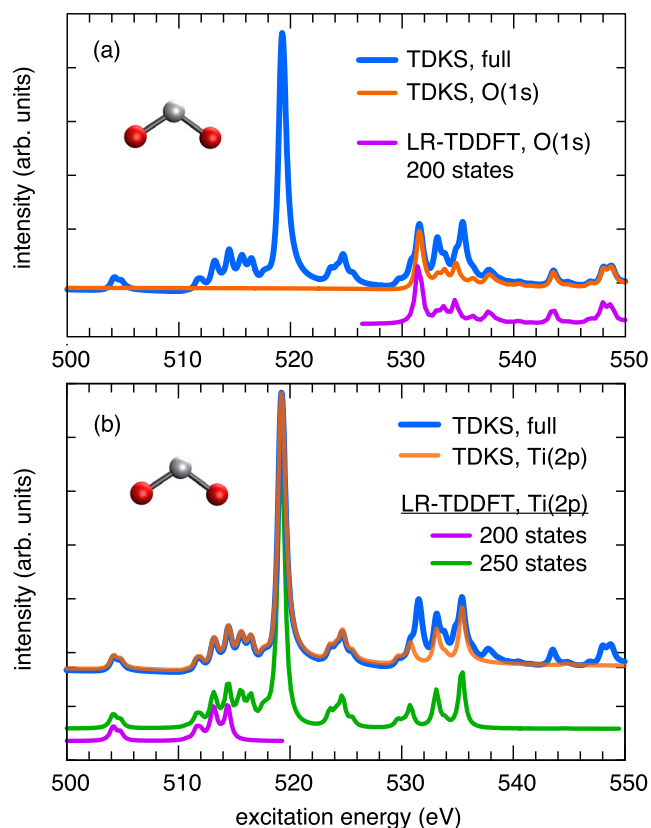 (a)
TDKS, full
TDKS, O(1s)
LR-TDDFT, O(1s)
200 states
intensity (arb. units)
500 510 520 530 540 550
(b)
TDKS, full
TDKS, Ti(2p)
LR-TDDFT, Ti(2p)
200 states
250 states
intensity (arb. units)
500 510 520 530 540 550
excitation energy (eV)